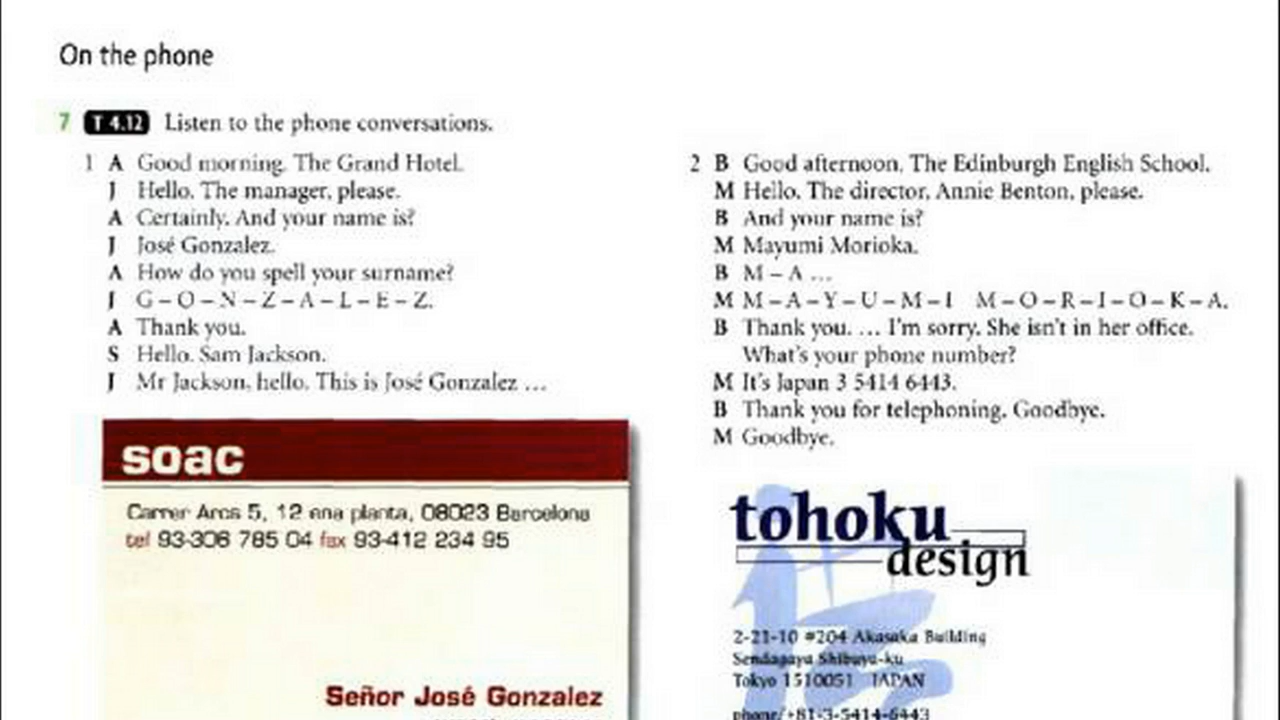 On the phone
7 T 4.12 Listen to the phone conversations.
1 A Good morning. The Grand Hotel.
J Hello. The manager, please.
A Certainly. And your name is?
J José Gonzalez.
A How do you spell your surname?
J G – O – N – Z – A – L – E – Z.
A Thank you.
S Hello. Sam Jackson.
J Mr Jackson, hello. This is José Gonzalez ...
soac
Carrer Arcs 5, 12 ena planta, 08023 Barcelona
tel 93-306 785 04 fax 93-412 234 95
Señor José Gonzalez
2 B Good afternoon. The Edinburgh English School.
M Hello. The director, Annie Benton, please.
B And your name is?
M Mayumi Morioka.
B M – A ...
M M – A – Y – U – M – I M – O – R – I – O – K – A.
B Thank you. ... I'm sorry. She isn't in her office.
What's your phone number?
M It's Japan 3 5414 6443.
B Thank you for telephoning. Goodbye.
M Goodbye.
tohoku
design
2-21-10 #204 Akasaka Building
Sendagaya Shibuya-ku
Tokyo 1510051 JAPAN
phone/+81-3-5414-6443